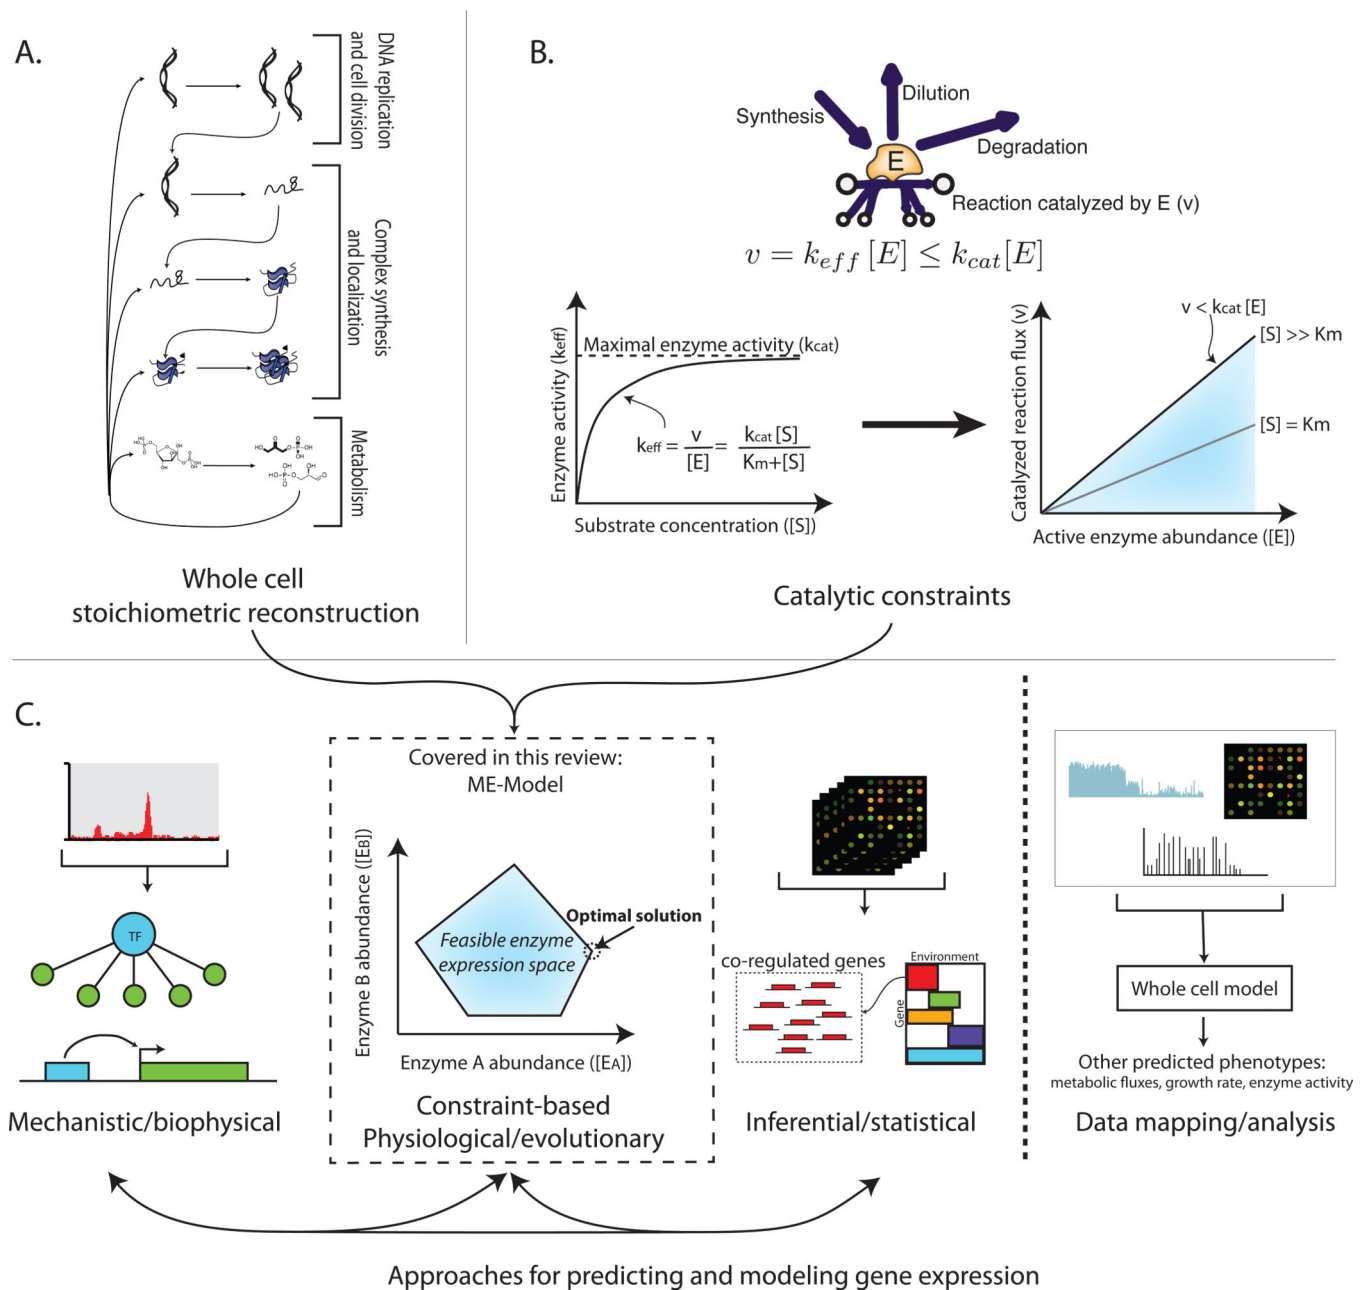 A.
DNA replication
and cell division
Complex synthesis
and localization
Metabolism
Whole cell
stoichiometric reconstruction
B.
Synthesis
Dilution
Degradation
E
Reaction catalyzed by E (v)
v = k_eff [E] ≤ k_cat[E]
Enzyme activity (keff)
Maximal enzyme activity (kcat)
keff = v/[E] = kcat [S]/Km+[S]
Substrate concentration ([S])
Catalyzed reaction flux (v)
v < kcat [E]
[S] >> Km
[S] = Km
Active enzyme abundance ([E])
Catalytic constraints
C.
TF
Mechanistic/biophysical
Covered in this review:
ME-Model
Enzyme B abundance ([EB])
Optimal solution
Feasible enzyme
expression space
Enzyme A abundance ([EA])
Constraint-based
Physiological/evolutionary
co-regulated genes
Environment
Gene
Inferential/statistical
Whole cell model
Other predicted phenotypes:
metabolic fluxes, growth rate, enzyme activity
Data mapping/analysis
Approaches for predicting and modeling gene expression